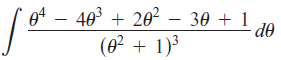 ∫ (θ⁴ − 4θ³ + 2θ² − 3θ + 1) / (θ² + 1)³ dθ